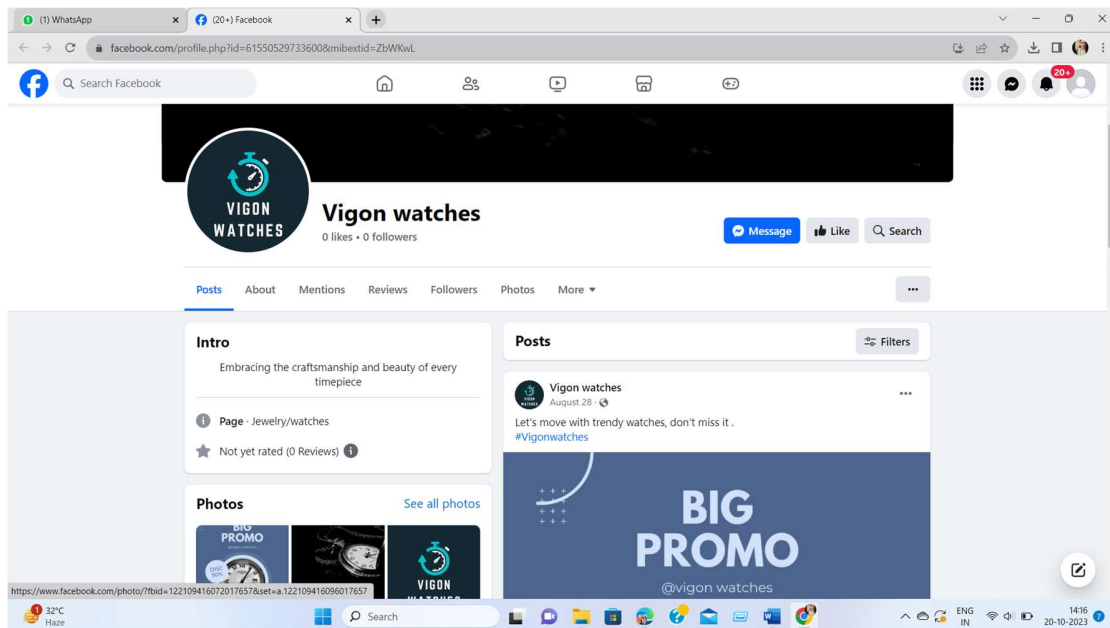 (1) WhatsApp
(20+) Facebook
facebook.com/profile.php?id=61550529733600&mibextid=ZbWKwL
Search Facebook
20+
VIGON
WATCHES
Vigon watches
0 likes • 0 followers
Message
Like
Search
Posts
About
Mentions
Reviews
Followers
Photos
More
Intro
Embracing the craftsmanship and beauty of every
timepiece
Page · Jewelry/watches
Not yet rated (0 Reviews)
Photos
See all photos
BIG
PROMO
VIGON
Posts
Filters
Vigon watches
August 28 ·
Let's move with trendy watches, don't miss it .
#Vigonwatches
BIG
PROMO
@vigon watches
https://www.facebook.com/photo/?fbid=122109416072017657&set=a.122109416096017657
32°C
Haze
Search
ENG
IN
14:16
20-10-2023